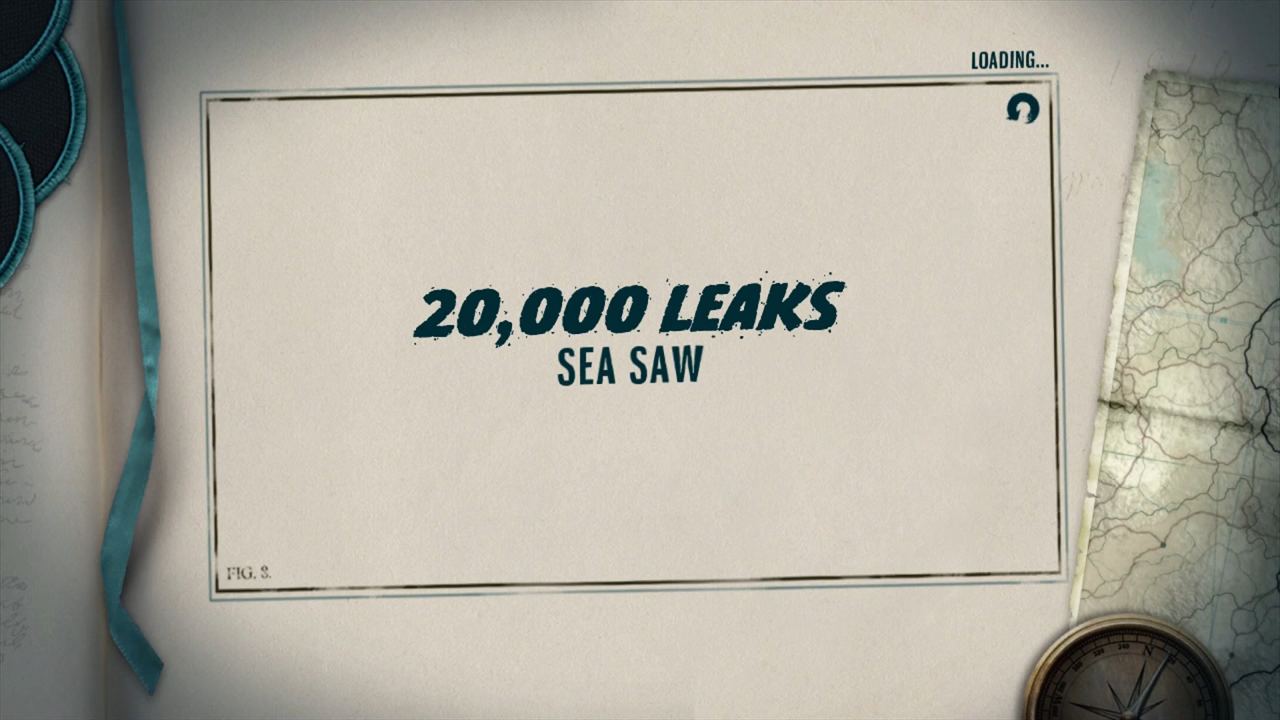 LOADING...
20,000 LEAKS
SEA SAW
FIG. 8.
N